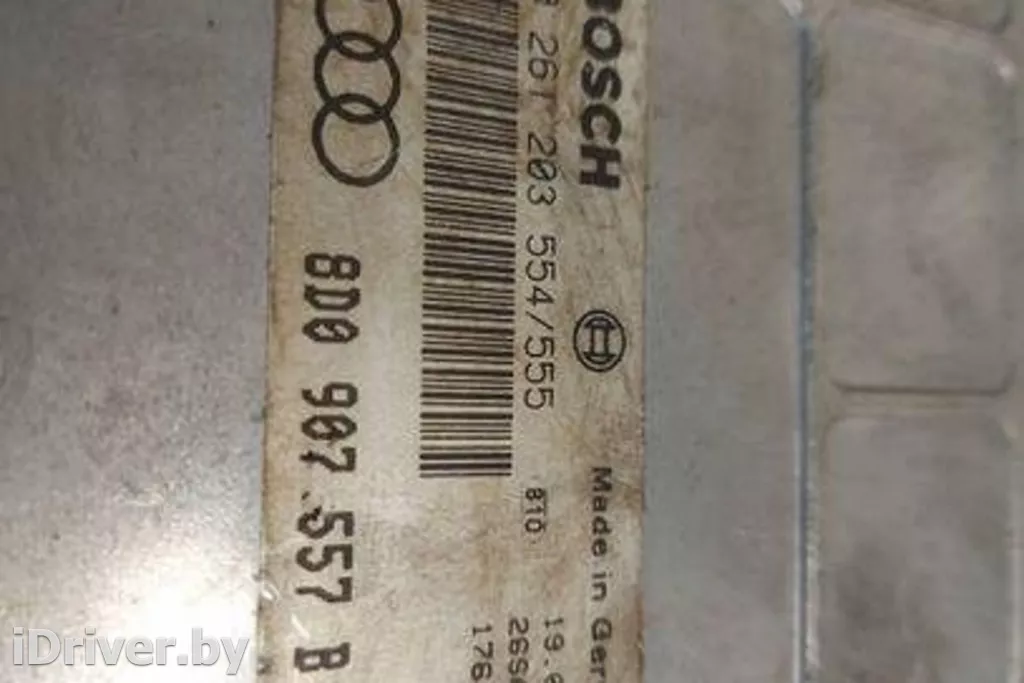 BOSCH
Made in Ger
261 203 554/555 810
19.
26S
176
8D0 907 557 B
iDriver.by